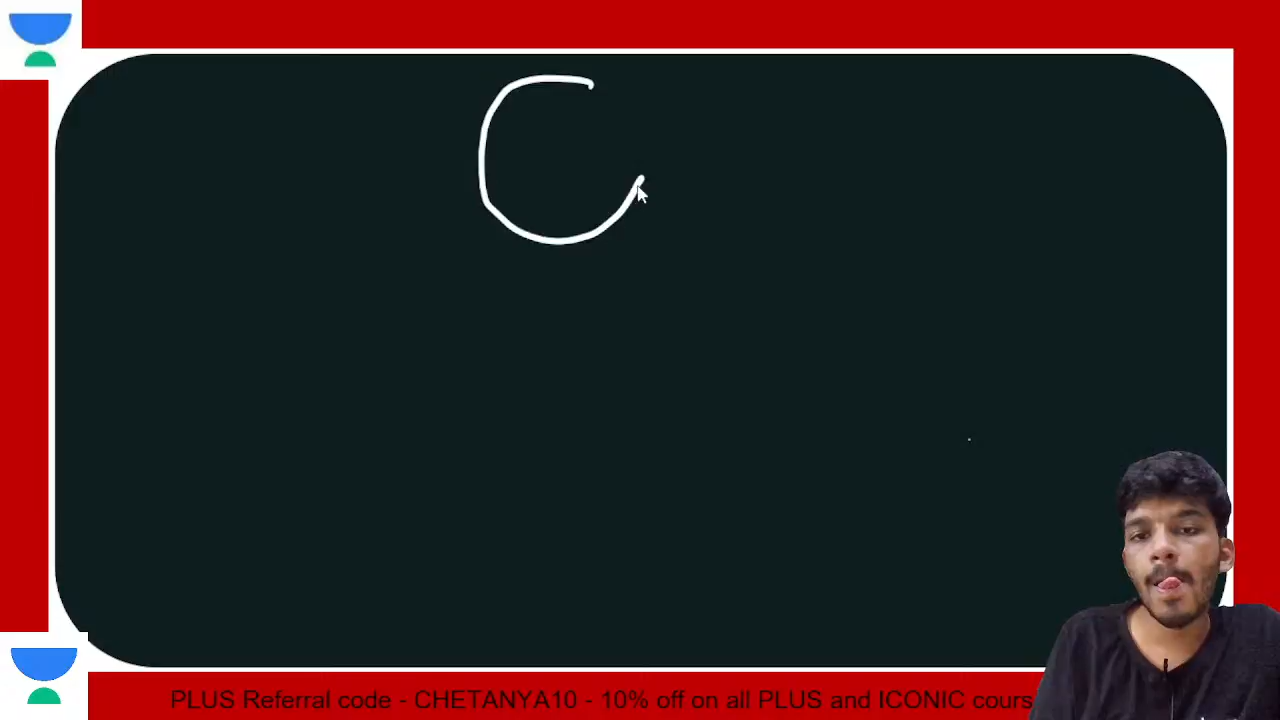 PLUS Referral code - CHETANYA10 - 10% off on all PLUS and ICONIC cours